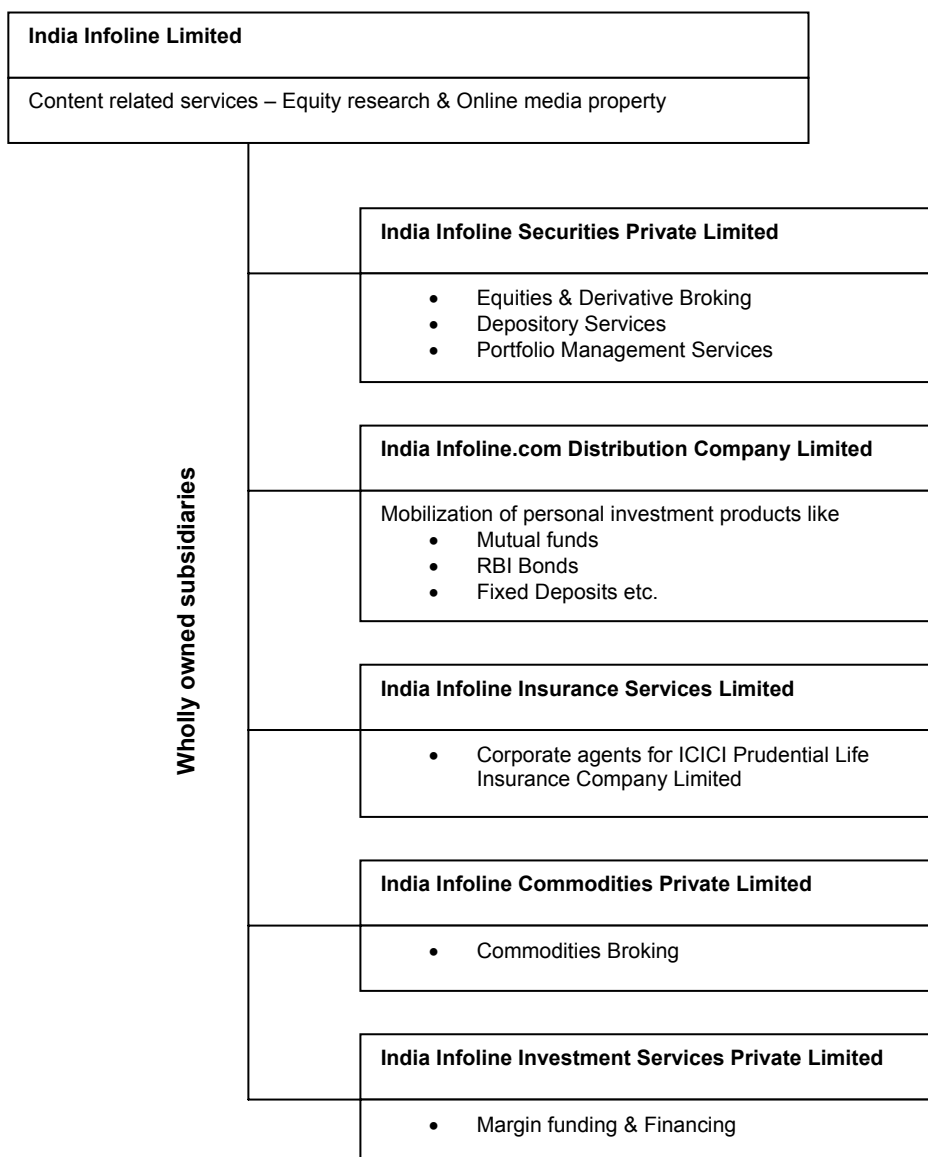 India Infoline Limited
Content related services – Equity research & Online media property
Wholly owned subsidiaries
India Infoline Securities Private Limited
• Equities & Derivative Broking
• Depository Services
• Portfolio Management Services
India Infoline.com Distribution Company Limited
Mobilization of personal investment products like
• Mutual funds
• RBI Bonds
• Fixed Deposits etc.
India Infoline Insurance Services Limited
• Corporate agents for ICICI Prudential Life
Insurance Company Limited
India Infoline Commodities Private Limited
• Commodities Broking
India Infoline Investment Services Private Limited
• Margin funding & Financing